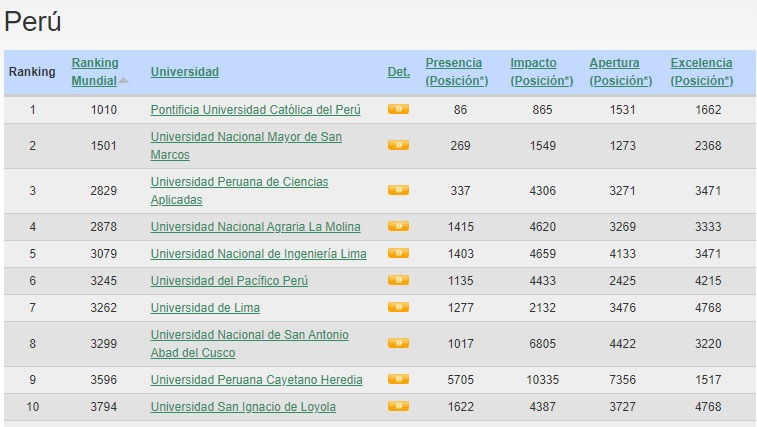 Perú
Ranking Ranking Mundial Universidad Det. Presencia (Posición*) Impacto (Posición*) Apertura (Posición*) Excelencia (Posición*)
1 1010 Pontificia Universidad Católica del Perú 86 865 1531 1662
2 1501 Universidad Nacional Mayor de San Marcos 269 1549 1273 2368
3 2829 Universidad Peruana de Ciencias Aplicadas 337 4306 3271 3471
4 2878 Universidad Nacional Agraria La Molina 1415 4620 3269 3333
5 3079 Universidad Nacional de Ingeniería Lima 1403 4659 4133 3471
6 3245 Universidad del Pacífico Perú 1135 4433 2425 4215
7 3262 Universidad de Lima 1277 2132 3476 4768
8 3299 Universidad Nacional de San Antonio Abad del Cusco 1017 6805 4422 3220
9 3596 Universidad Peruana Cayetano Heredia 5705 10335 7356 1517
10 3794 Universidad San Ignacio de Loyola 1622 4387 3727 4768